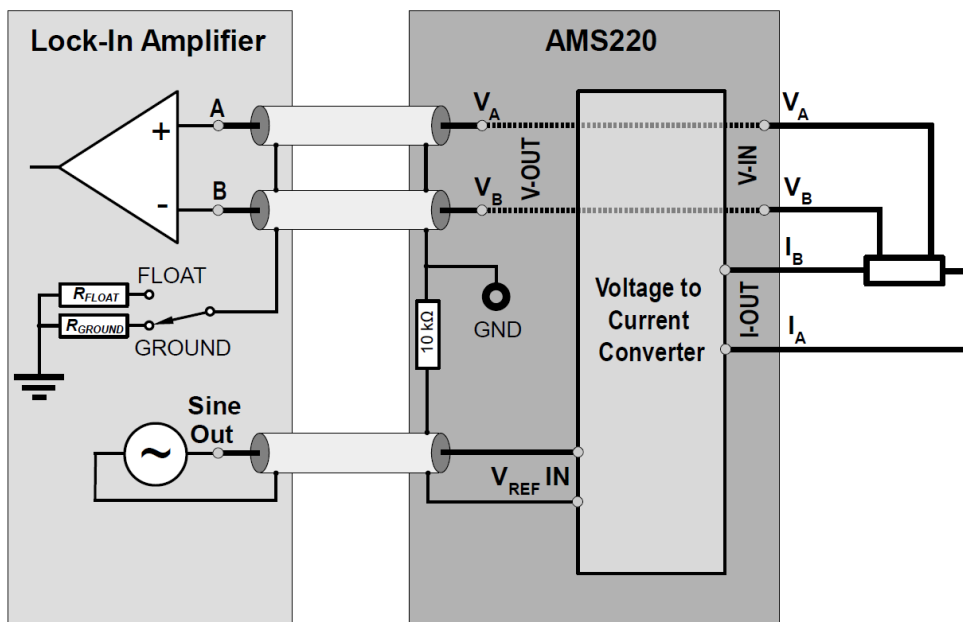 Lock-In Amplifier
A
+
B
-
FLOAT
R_FLOAT
R_GROUND
GROUND
Sine
Out
~
AMS220
V_A
V-OUT
V_B
10 kΩ
GND
V_REF IN
Voltage to
Current
Converter
V-IN
I-OUT
V_A
V_B
I_B
I_A